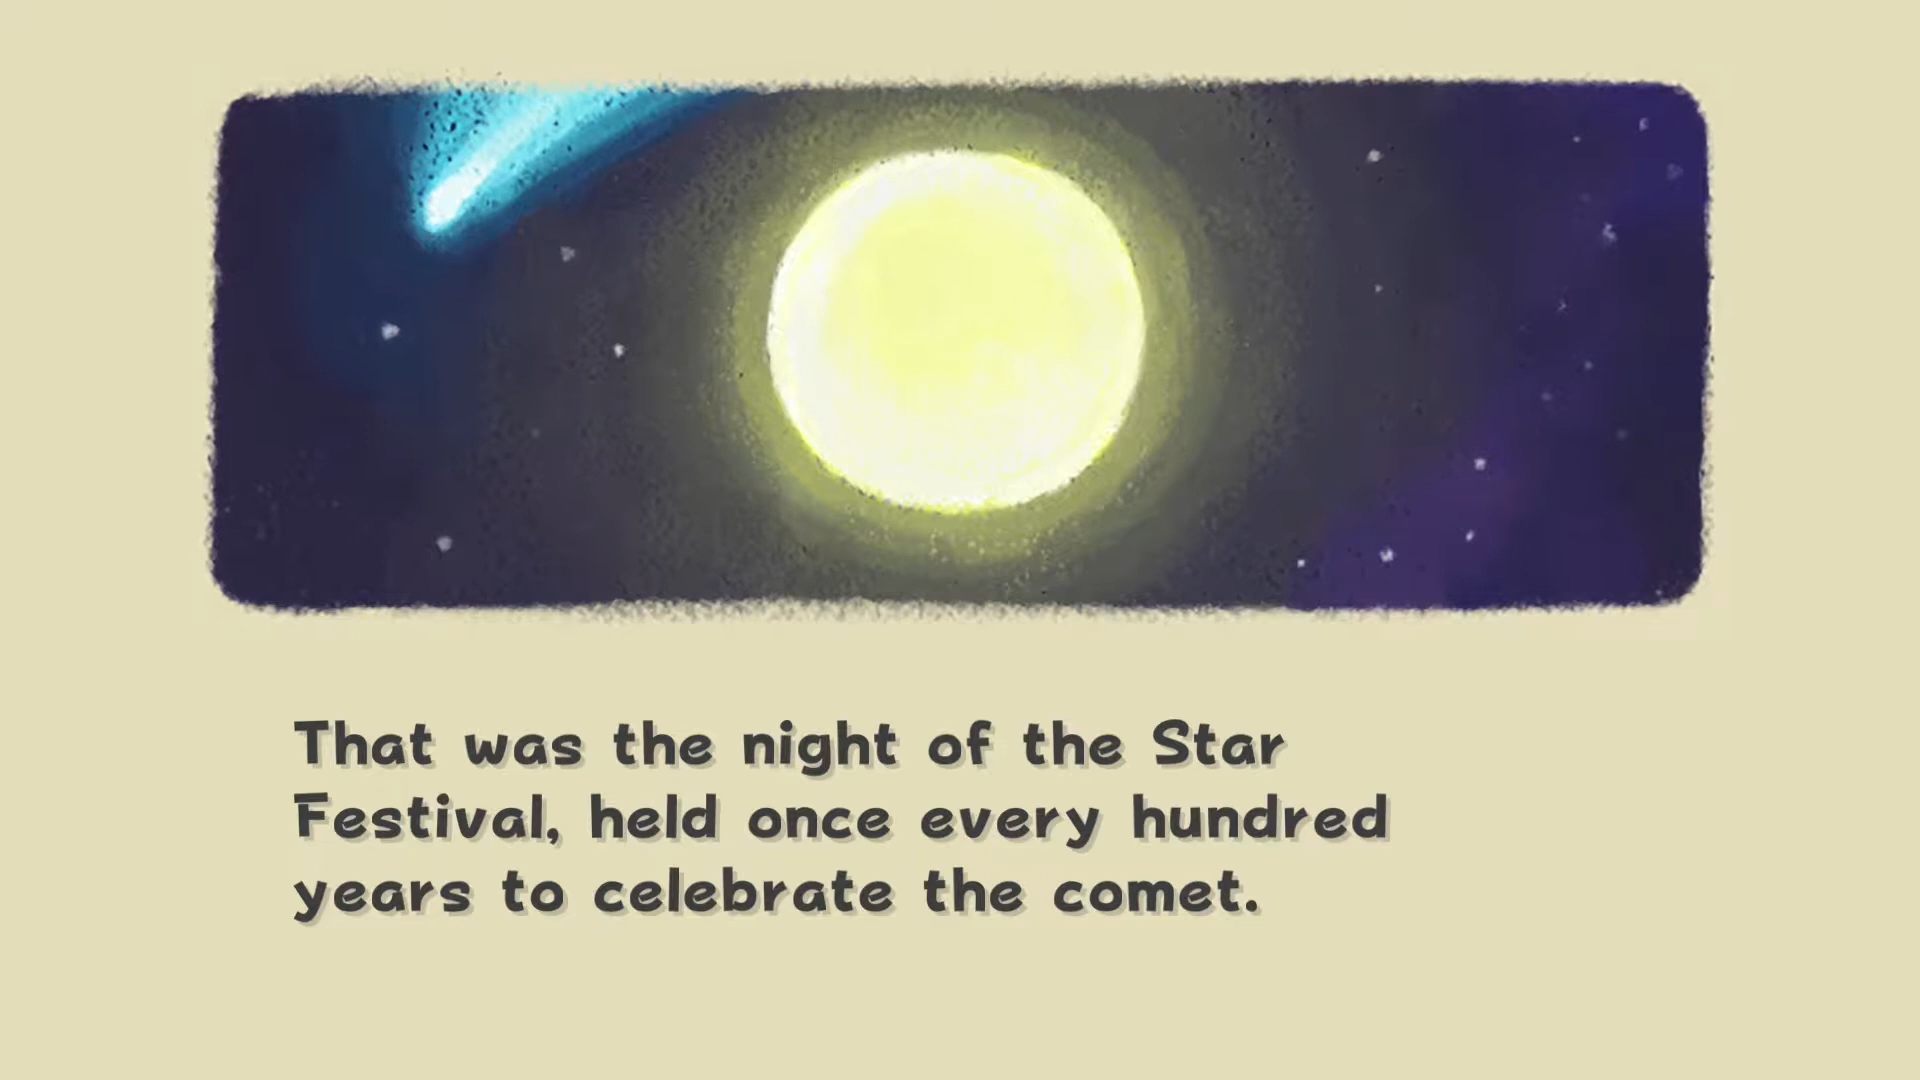 That was the night of the Star
Festival, held once every hundred
years to celebrate the comet.